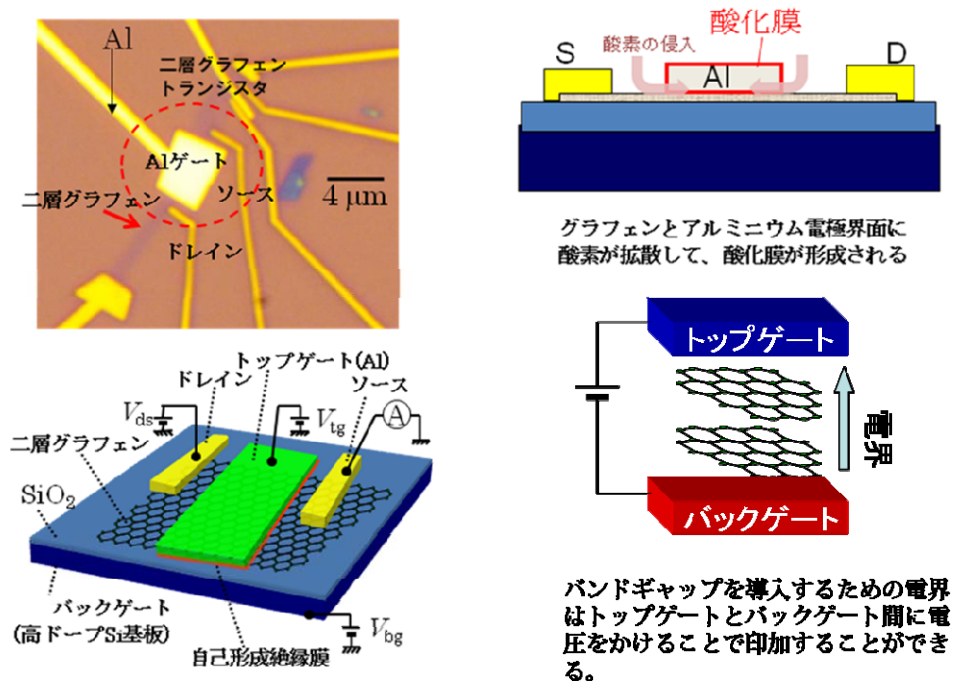 Al
二層グラフェン
トランジスタ
Alゲート
ソース
4 μm
二層グラフェン
ドレイン
酸化膜
酸素の侵入
S
Al
D
グラフェンとアルミニウム電極界面に
酸素が拡散して、酸化膜が形成される
トップゲート(Al)
ドレイン
ソース
Vds
Vtg
A
二層グラフェン
SiO2
バックゲート
(高ドープSi基板)
Vbg
自己形成絶縁膜
トップゲート
電界
バックゲート
バンドギャップを導入するための電界
はトップゲートとバックゲート間に電
圧をかけることで印加することができ
る。